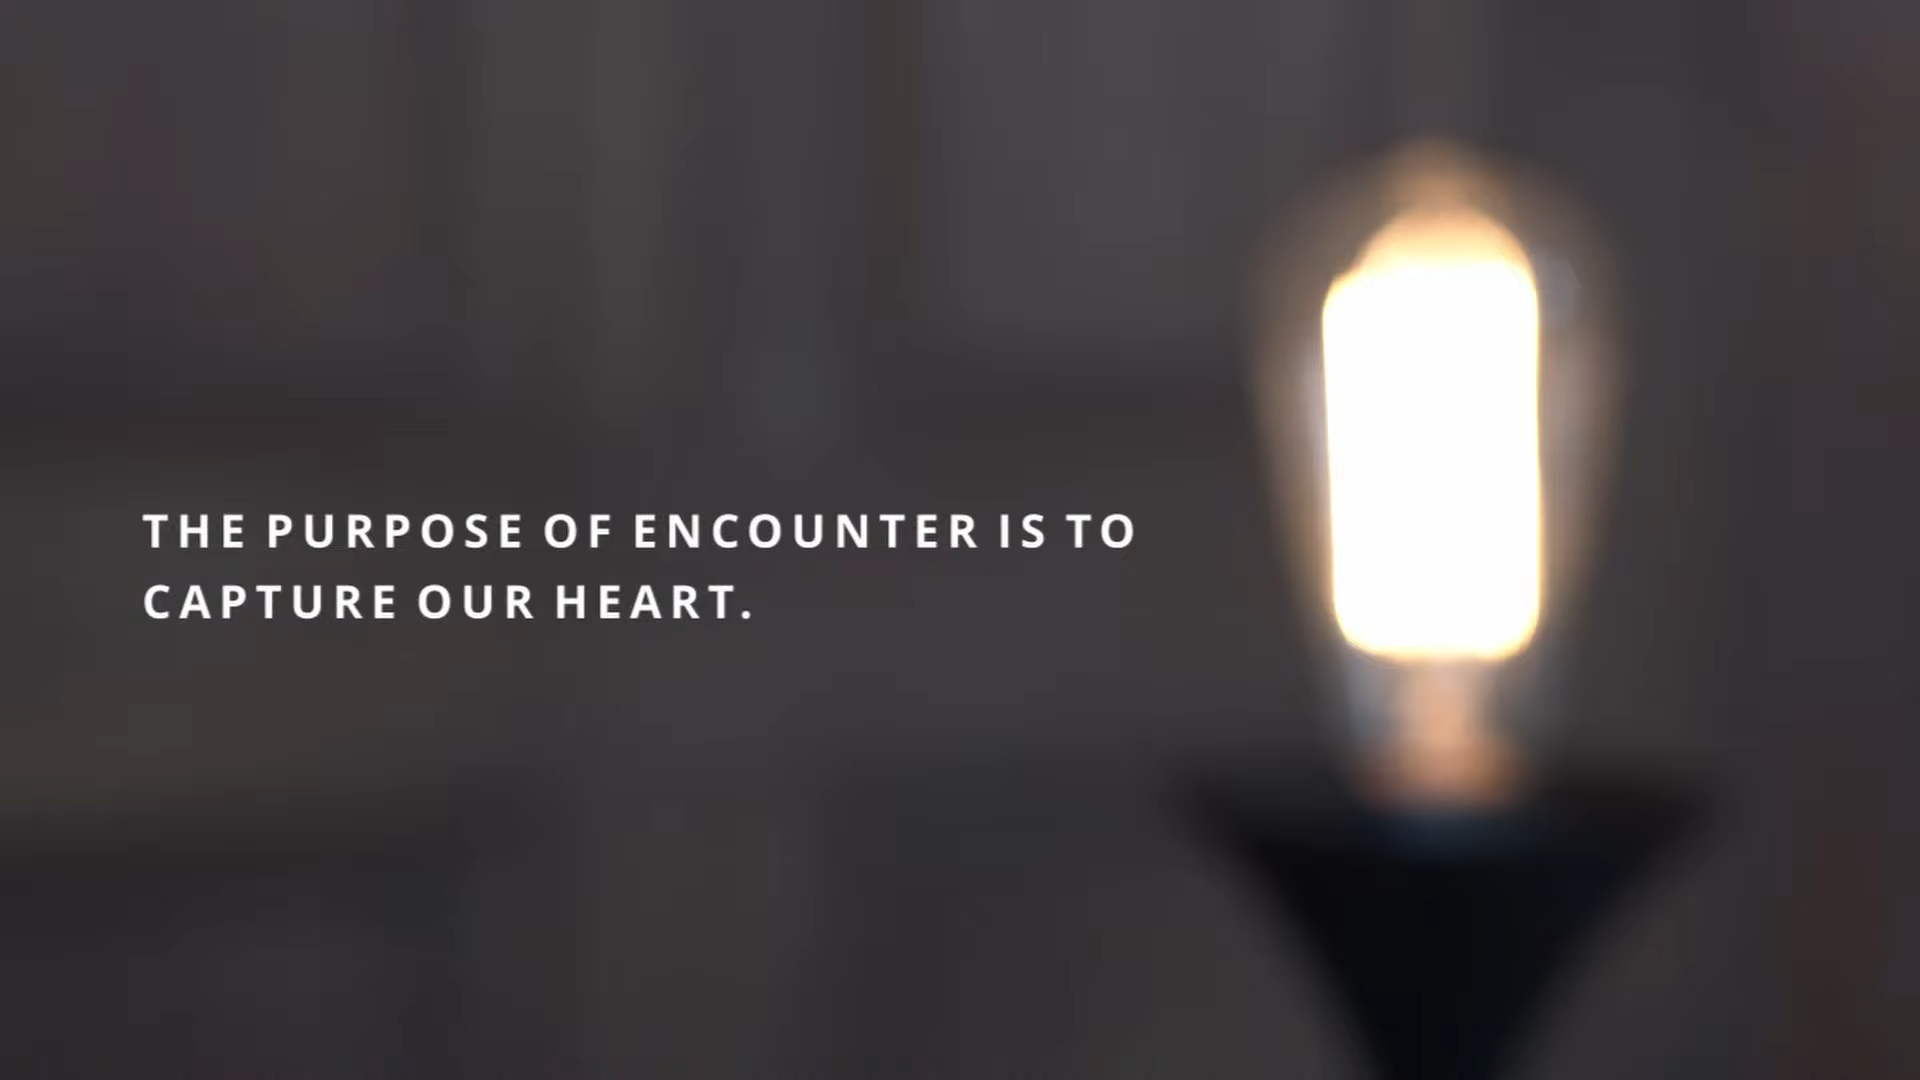 THE PURPOSE OF ENCOUNTER IS TO
CAPTURE OUR HEART.